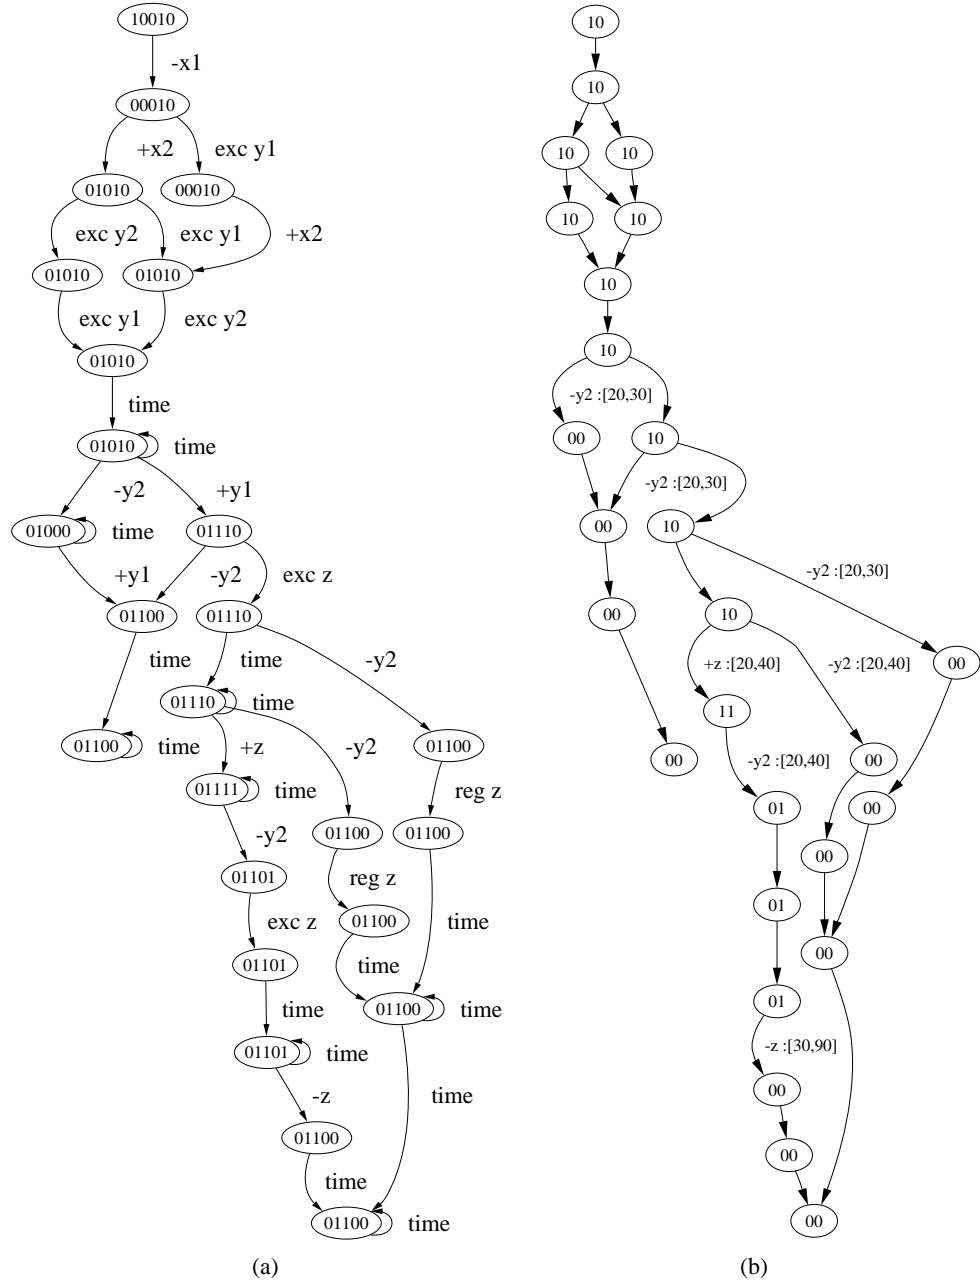 10010
-x1
00010
+x2 exc y1
01010 00010
exc y2 exc y1 +x2
01010 01010
exc y1 exc y2
01010
time
01010 time
-y2 +y1
01000 time 01110
+y1 -y2 exc z
01100 01110
time time -y2
01110 time
01100 time +z -y2 01100
01111 time reg z
-y2 01100 01100
01101 reg z
exc z 01100 time
01101 time
time 01100 time
01101 time
-z time
01100
time
01100 time
(a)
10
10
10 10
10 10
10
10
-y2 :[20,30]
00 10
-y2 :[20,30]
00 10
-y2 :[20,30]
00 10
+z :[20,40] -y2 :[20,40] 00
11
-y2 :[20,40]
00 00
01 00
00
01
00
01
-z :[30,90]
00
00
00
(b)